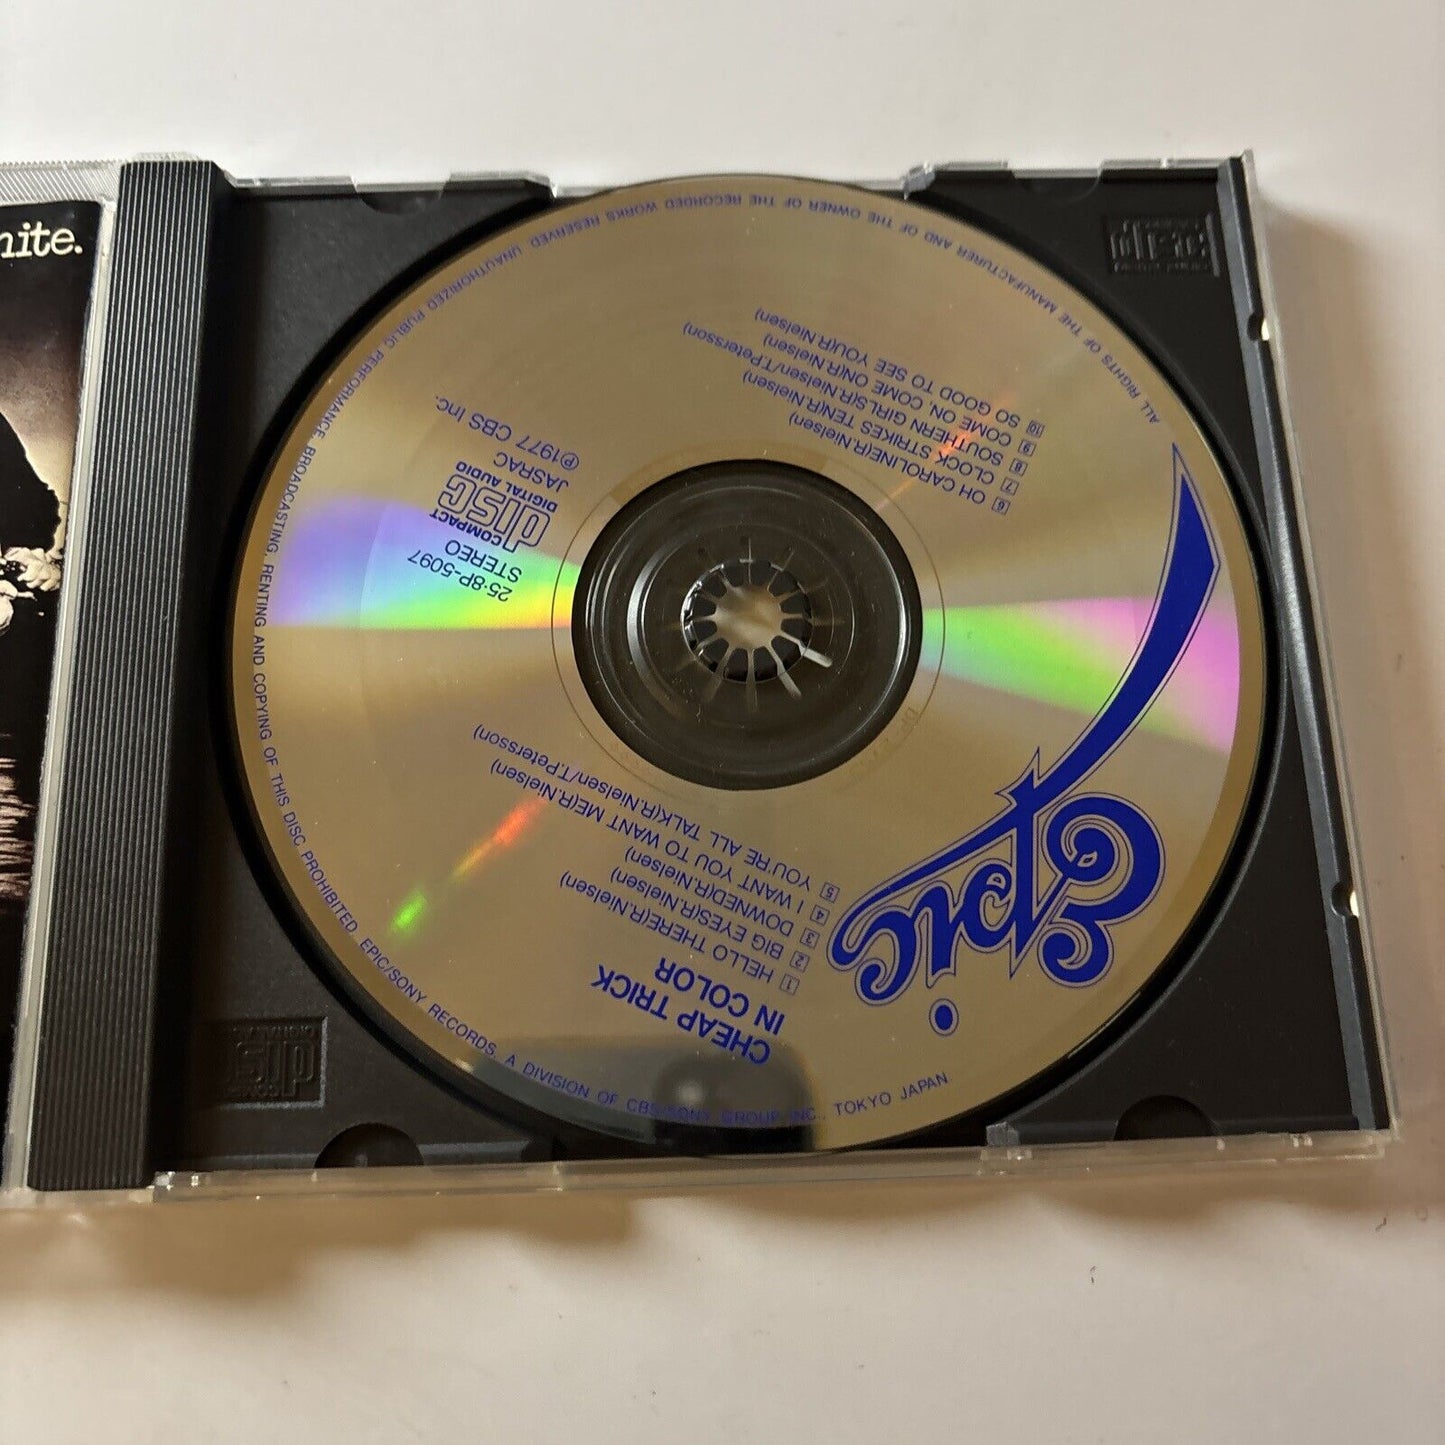 nite.
Epic
CHEAP TRICK
IN COLOR
1 HELLO THERE(R.Nielsen)
2 BIG EYES(R.Nielsen)
3 DOWNED(R.Nielsen)
4 I WANT YOU TO WANT ME(R.Nielsen)
5 YOU'RE ALL TALK(R.Nielsen/T.Petersson)
6 OH CAROLINE(R.Nielsen)
7 CLOCK STRIKES TEN(R.Nielsen)
8 SOUTHERN GIRLS(R.Nielsen/T.Petersson)
9 COME ON, COME ON(R.Nielsen)
10 SO GOOD TO SEE YOU(R.Nielsen)
25·8P-5097
STEREO
COMPACT
disc
DIGITAL AUDIO
JASRAC
℗1977 CBS Inc.
ALL RIGHTS OF THE MANUFACTURER AND OF THE OWNER OF THE RECORDED WORKS RESERVED. UNAUTHORIZED PUBLIC PERFORMANCE, BROADCASTING, RENTING AND COPYING OF THIS DISC PROHIBITED. EPIC/SONY RECORDS, A DIVISION OF CBS/SONY GROUP INC., TOKYO JAPAN
disc
disc